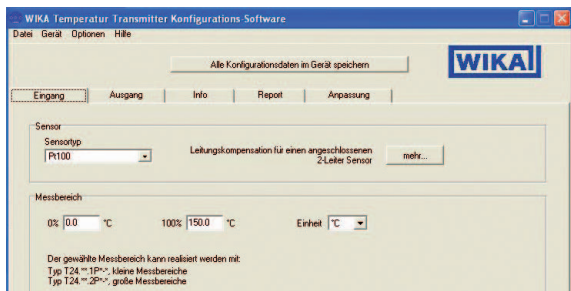 WIKA Temperatur Transmitter Konfigurations-Software
Datei Gerät Optionen Hilfe
Alle Konfigurationsdaten im Gerät speichern
WIKA
Eingang Ausgang Info Report Anpassung
Sensor
Sensortyp
Pt100
Leitungskompensation für einen angeschlossenen
2-Leiter Sensor
mehr...
Messbereich
0% 0.0 °C 100% 150.0 °C Einheit °C
Der gewählte Messbereich kann realisiert werden mit:
Typ T24.**.1P*-*, kleine Messbereiche
Typ T24.**.2P*-*, große Messbereiche